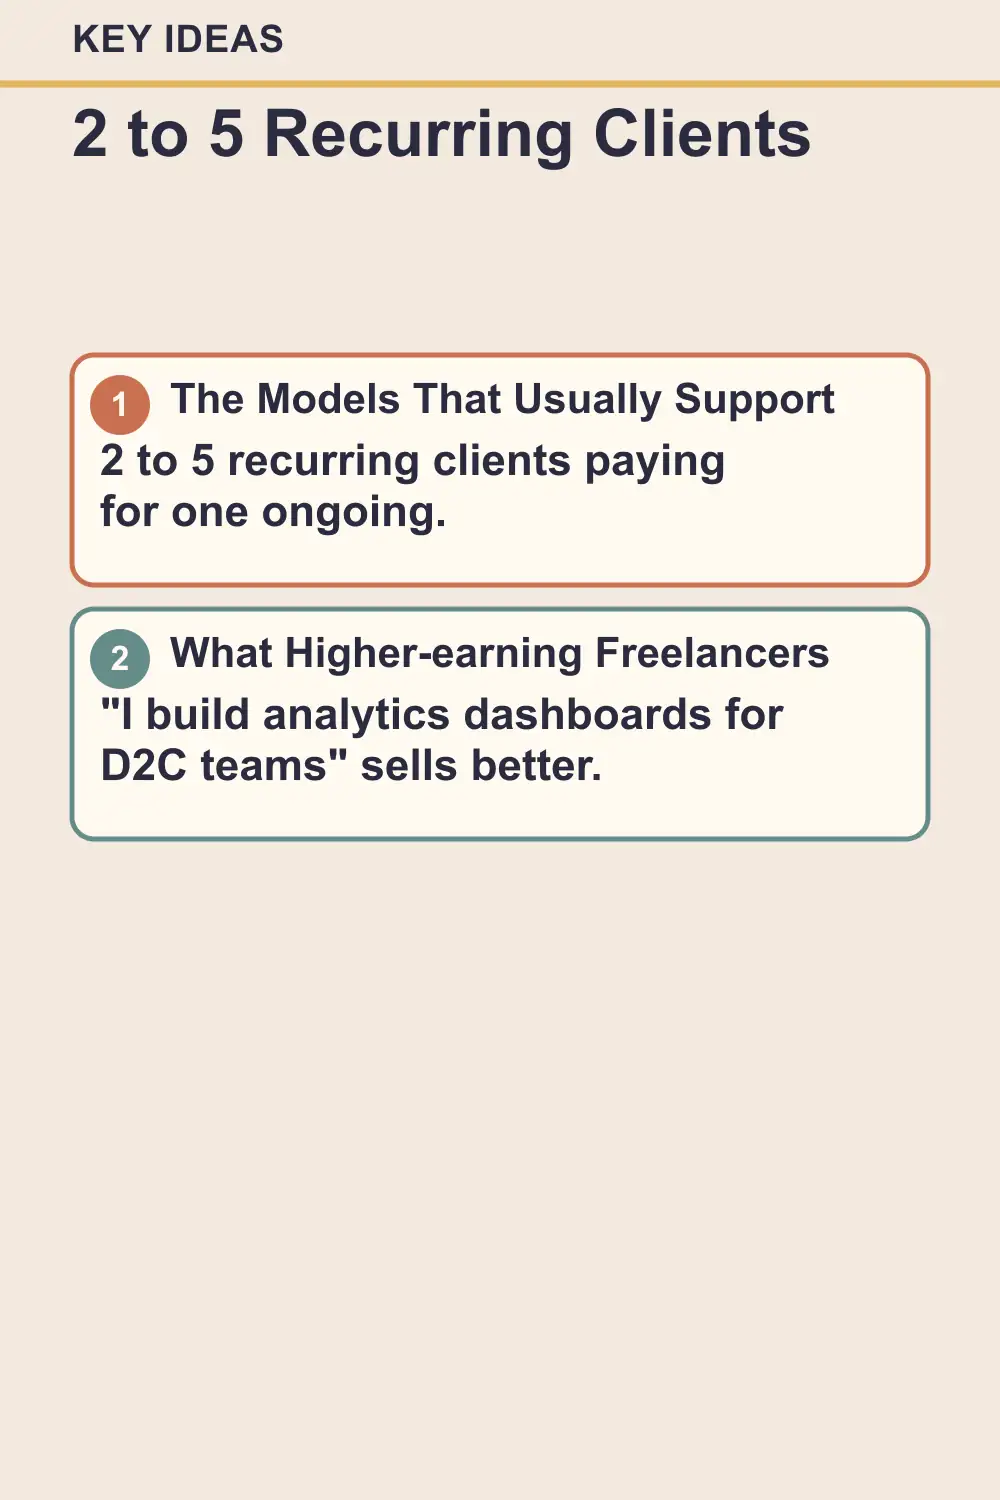 KEY IDEAS
2 to 5 Recurring Clients
1 The Models That Usually Support
2 to 5 recurring clients paying
for one ongoing.
2 What Higher-earning Freelancers
"I build analytics dashboards for
D2C teams" sells better.